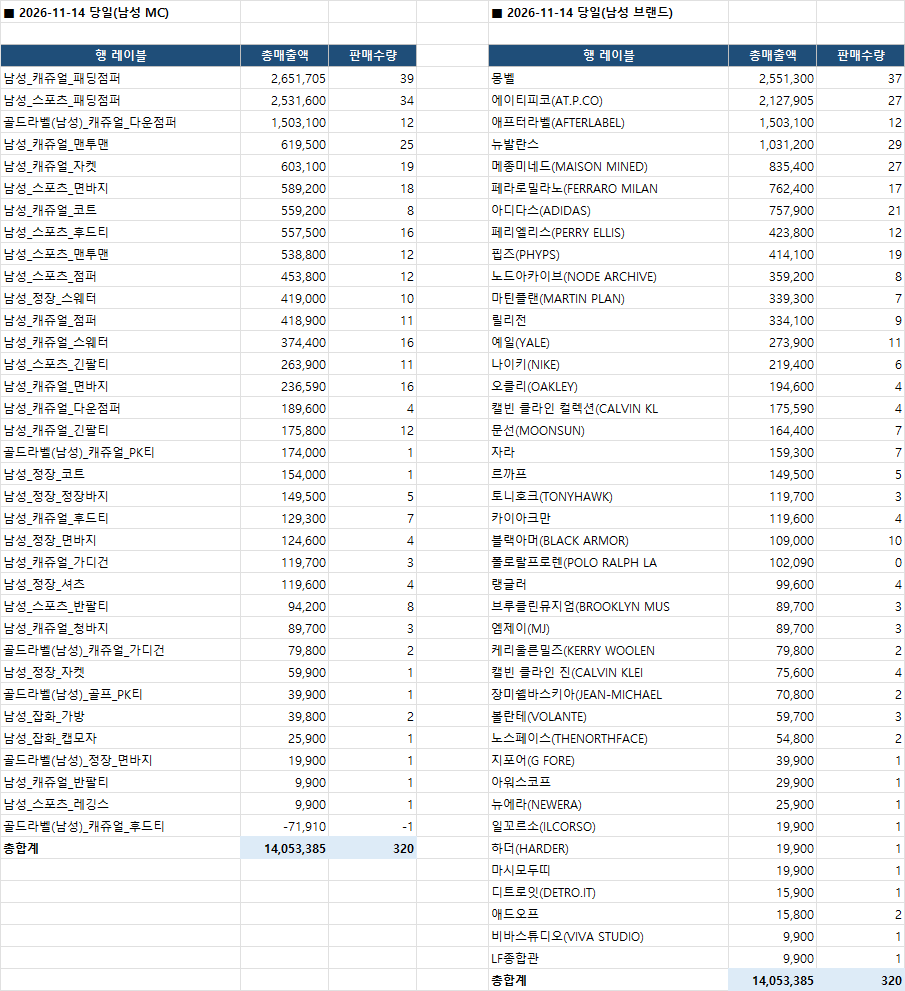 ■ 2026-11-14 당일(남성 MC)
행 레이블 총매출액 판매수량
남성_캐쥬얼_패딩점퍼 2,651,705 39
남성_스포츠_패딩점퍼 2,531,600 34
골드라벨(남성)_캐쥬얼_다운점퍼 1,503,100 12
남성_캐쥬얼_맨투맨 619,500 25
남성_캐쥬얼_자켓 603,100 19
남성_스포츠_면바지 589,200 18
남성_캐쥬얼_코트 559,200 8
남성_스포츠_후드티 557,500 16
남성_스포츠_맨투맨 538,800 12
남성_스포츠_점퍼 453,800 12
남성_정장_스웨터 419,000 10
남성_캐쥬얼_점퍼 418,900 11
남성_캐쥬얼_스웨터 374,400 16
남성_스포츠_긴팔티 263,900 11
남성_캐쥬얼_면바지 236,590 16
남성_캐쥬얼_다운점퍼 189,600 4
남성_캐쥬얼_긴팔티 175,800 12
골드라벨(남성)_캐쥬얼_PK티 174,000 1
남성_정장_코트 154,000 1
남성_정장_정장바지 149,500 5
남성_캐쥬얼_후드티 129,300 7
남성_정장_면바지 124,600 4
남성_캐쥬얼_가디건 119,700 3
남성_정장_셔츠 119,600 4
남성_스포츠_반팔티 94,200 8
남성_캐쥬얼_청바지 89,700 3
골드라벨(남성)_캐쥬얼_가디건 79,800 2
남성_정장_자켓 59,900 1
골드라벨(남성)_골프_PK티 39,900 1
남성_잡화_가방 39,800 2
남성_잡화_캡모자 25,900 1
골드라벨(남성)_정장_면바지 19,900 1
남성_캐쥬얼_반팔티 9,900 1
남성_스포츠_레깅스 9,900 1
골드라벨(남성)_캐쥬얼_후드티 -71,910 -1
총합계 14,053,385 320
■ 2026-11-14 당일(남성 브랜드)
행 레이블 총매출액 판매수량
몽벨 2,551,300 37
에이티피코(AT.P.CO) 2,127,905 27
애프터라벨(AFTERLABEL) 1,503,100 12
뉴발란스 1,031,200 29
메종미네드(MAISON MINED) 835,400 27
페라로밀라노(FERRARO MILAN 762,400 17
아디다스(ADIDAS) 757,900 21
페리엘리스(PERRY ELLIS) 423,800 12
핍즈(PHYPS) 414,100 19
노드아카이브(NODE ARCHIVE) 359,200 8
마틴플랜(MARTIN PLAN) 339,300 7
릴리전 334,100 9
예일(YALE) 273,900 11
나이키(NIKE) 219,400 6
오클리(OAKLEY) 194,600 4
캘빈 클라인 컬렉션(CALVIN KL 175,590 4
문선(MOONSUN) 164,400 7
자라 159,300 7
르까프 149,500 5
토니호크(TONYHAWK) 119,700 3
카이아크만 119,600 4
블랙아머(BLACK ARMOR) 109,000 10
폴로랄프로렌(POLO RALPH LA 102,090 0
랭글러 99,600 4
브루클린뮤지엄(BROOKLYN MUS 89,700 3
엠제이(MJ) 89,700 3
케리울른밀즈(KERRY WOOLEN 79,800 2
캘빈 클라인 진(CALVIN KLEI 75,600 4
장미쉘바스키아(JEAN-MICHAEL 70,800 2
볼란테(VOLANTE) 59,700 3
노스페이스(THENORTHFACE) 54,800 2
지포어(G FORE) 39,900 1
아워스코프 29,900 1
뉴에라(NEWERA) 25,900 1
일꼬르소(ILCORSO) 19,900 1
하더(HARDER) 19,900 1
마시모두띠 19,900 1
디트로잇(DETRO.IT) 15,900 1
애드오프 15,800 2
비바스튜디오(VIVA STUDIO) 9,900 1
LF종합관 9,900 1
총합계 14,053,385 320